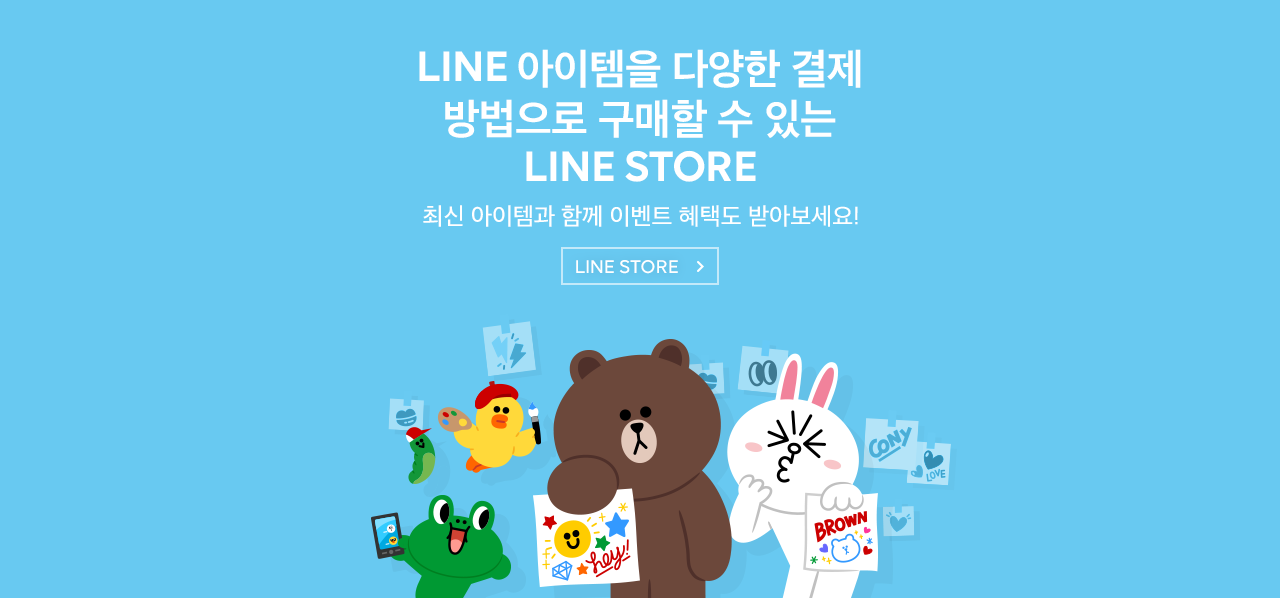 LINE 아이템을 다양한 결제
방법으로 구매할 수 있는
LINE STORE
최신 아이템과 함께 이벤트 혜택도 받아보세요!
LINE STORE
CONY
LOVE
BROWN
hey!